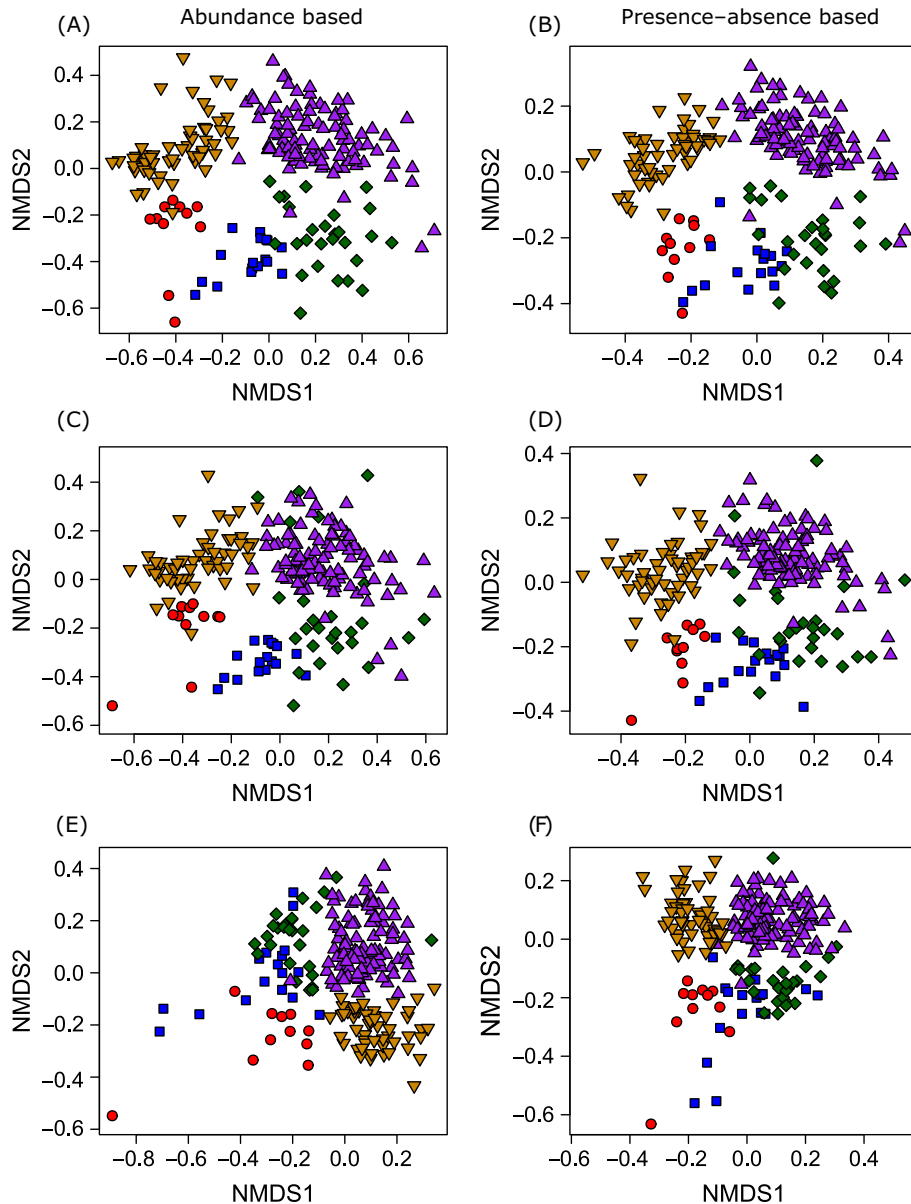 Abundance based
Presence–absence based
(A)
(B)
0.4
0.2
0.0
−0.2
−0.4
−0.6
NMDS2
−0.6 −0.4 −0.2 0.0 0.2 0.4 0.6
NMDS1
0.2
0.0
−0.2
−0.4
NMDS2
−0.4 −0.2 0.0 0.2 0.4
NMDS1
(C)
(D)
0.4
0.2
0.0
−0.2
−0.4
−0.6
NMDS2
−0.6 −0.4 −0.2 0.0 0.2 0.4 0.6
NMDS1
0.4
0.2
0.0
−0.2
−0.4
NMDS2
−0.4 −0.2 0.0 0.2 0.4
NMDS1
(E)
(F)
0.4
0.2
0.0
−0.2
−0.4
−0.6
NMDS2
−0.8 −0.6 −0.4 −0.2 0.0 0.2
NMDS1
0.2
0.0
−0.2
−0.4
−0.6
NMDS2
−0.6 −0.4 −0.2 0.0 0.2 0.4
NMDS1